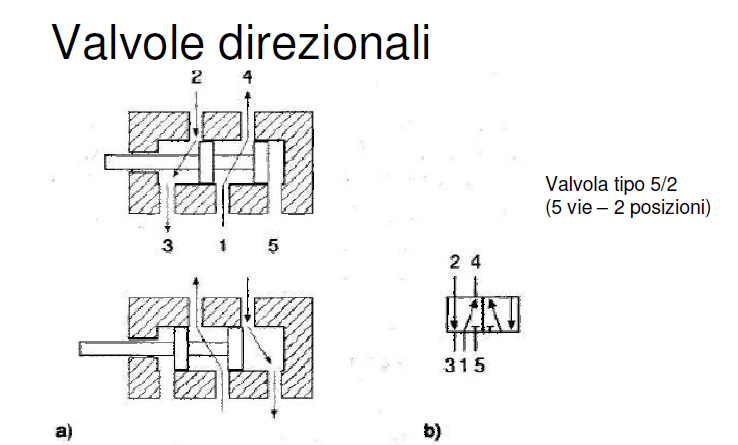 Valvole direzionali
2 4
3 1 5
Valvola tipo 5/2
(5 vie – 2 posizioni)
2 4
3 1 5
a)
b)